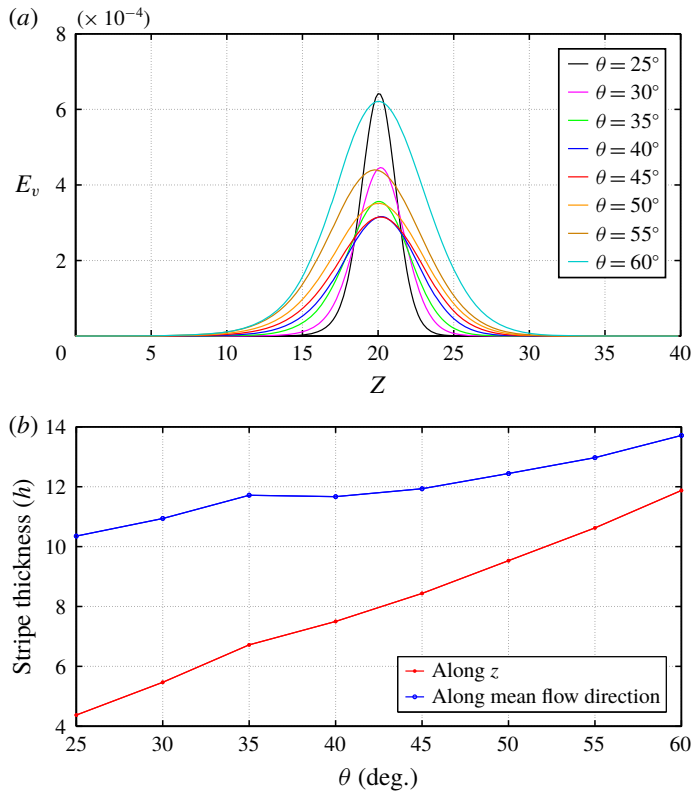 (a)
(× 10⁻⁴)
8
6
4
2
0
E_v
θ = 25°
θ = 30°
θ = 35°
θ = 40°
θ = 45°
θ = 50°
θ = 55°
θ = 60°
5 10 15 20 25 30 35 40
Z
(b)
14
12
10
8
6
4
Stripe thickness (h)
Along z
Along mean flow direction
25 30 35 40 45 50 55 60
θ (deg.)